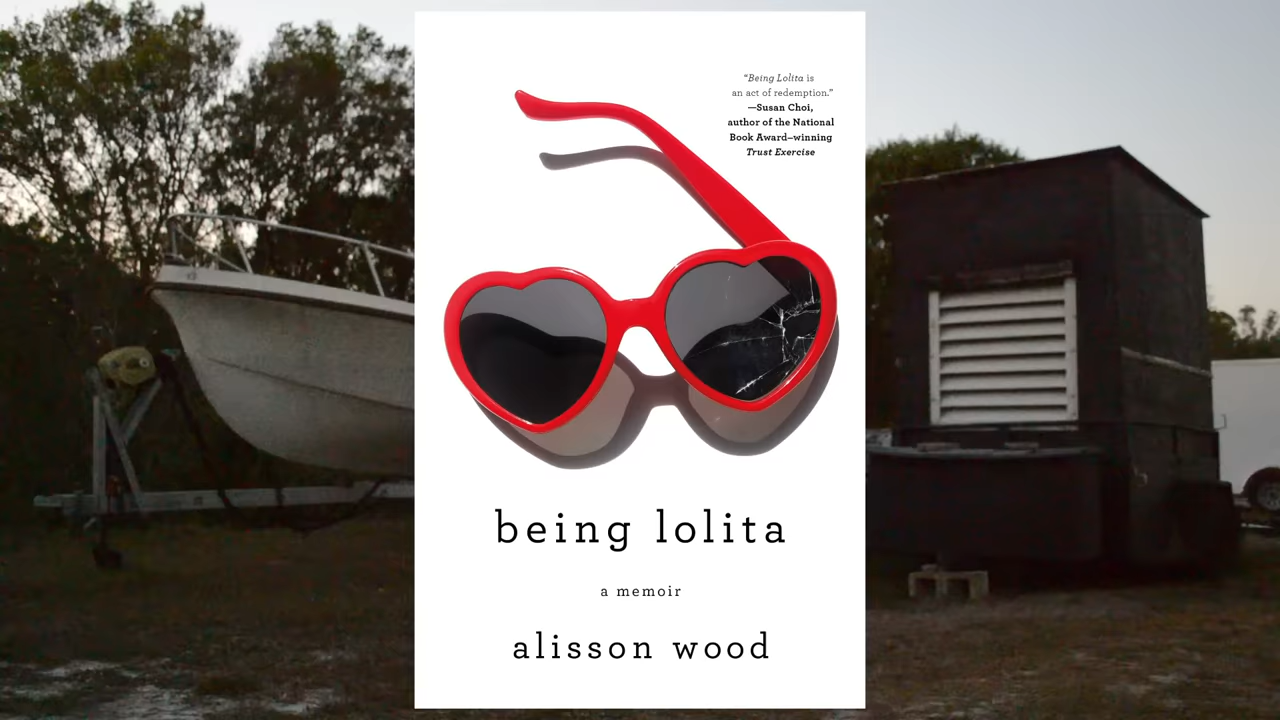 “Being Lolita is
an act of redemption.”
—Susan Choi,
author of the National
Book Award–winning
Trust Exercise
being lolita
a memoir
alisson wood